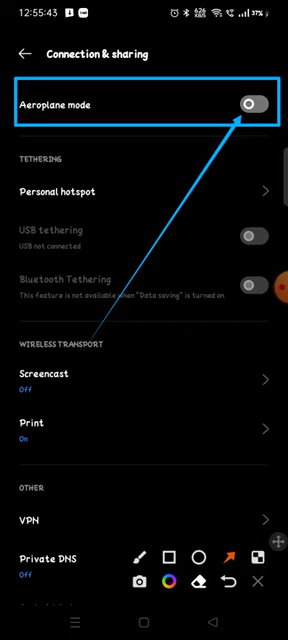 12:55:43
626
KB/S
37%
Connection & sharing
Aeroplane mode
TETHERING
Personal hotspot
USB tethering
USB not connected
Bluetooth Tethering
This feature is not available when "Data saving" is turned on.
WIRELESS TRANSPORT
Screencast
Off
Print
On
OTHER
VPN
Private DNS
Off